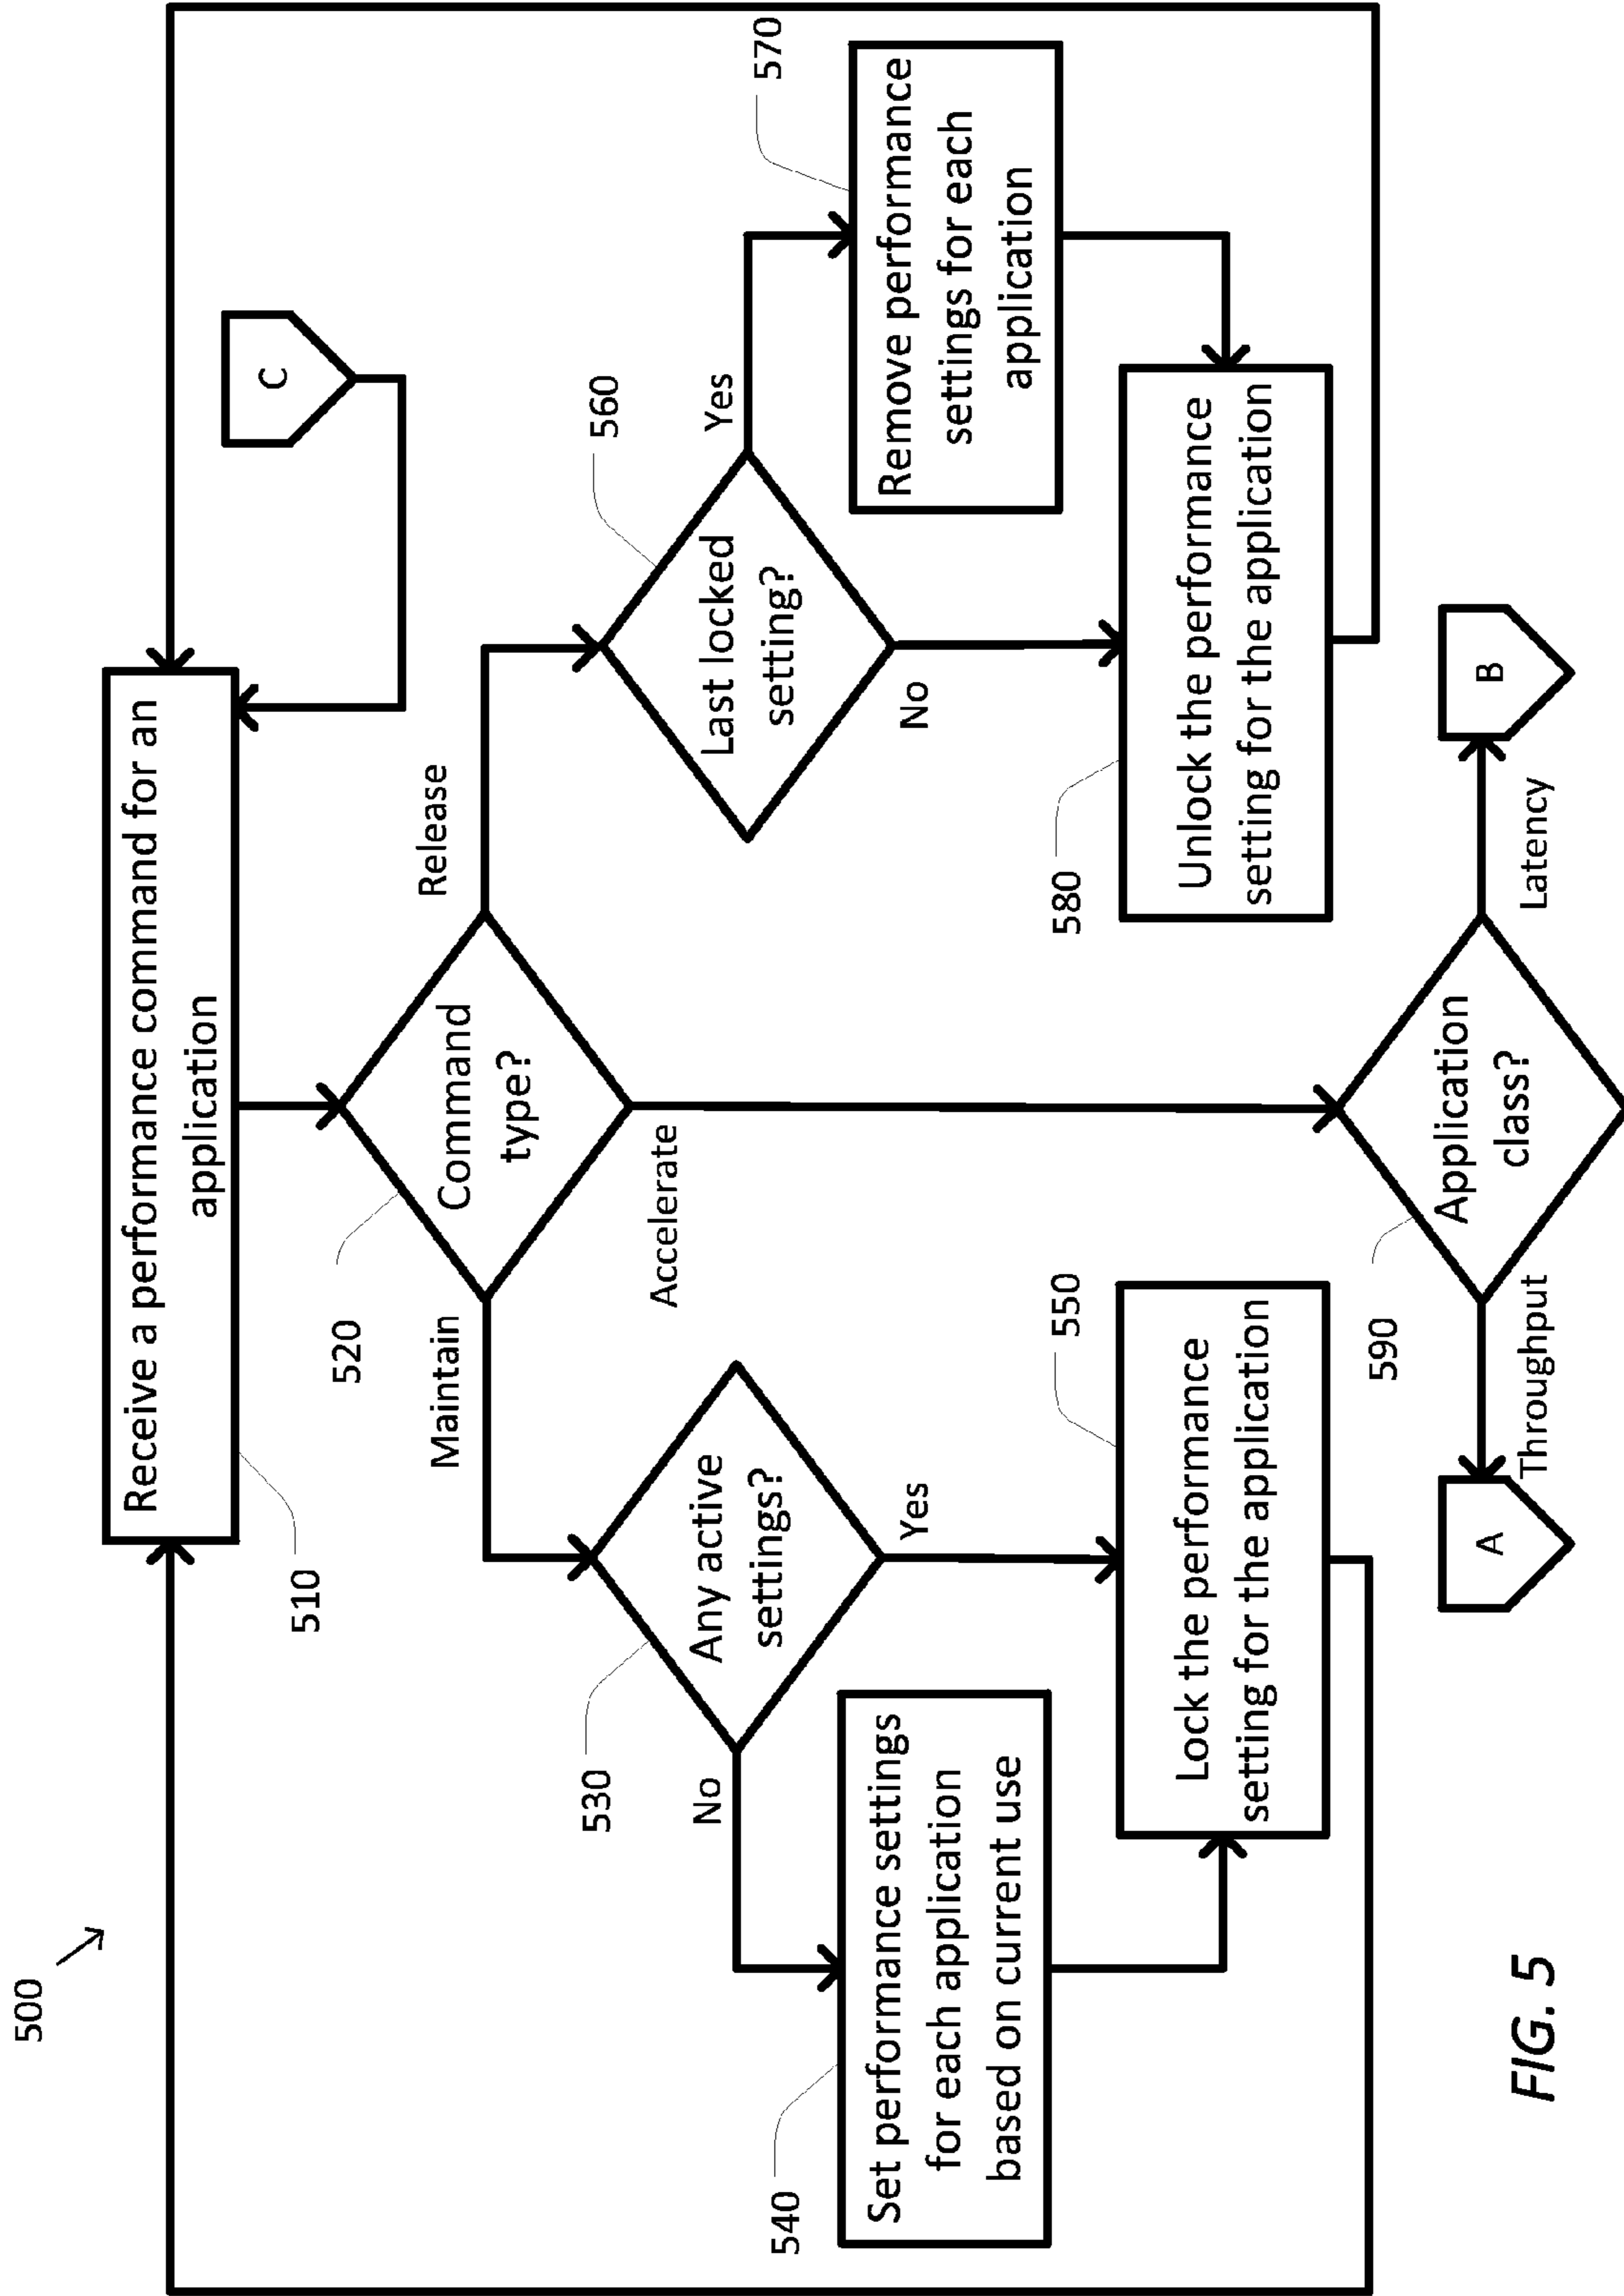 500
Receive a performance command for an
application
510
C
520
Command
type?
Maintain
Release
Accelerate
530
Any active
settings?
No
Yes
540
Set performance settings
for each application
based on current use
550
Lock the performance
setting for the application
560
Last locked
setting?
Yes
No
570
Remove performance
settings for each
application
580
Unlock the performance
setting for the application
590
Application
class?
Throughput
Latency
A
B
FIG. 5